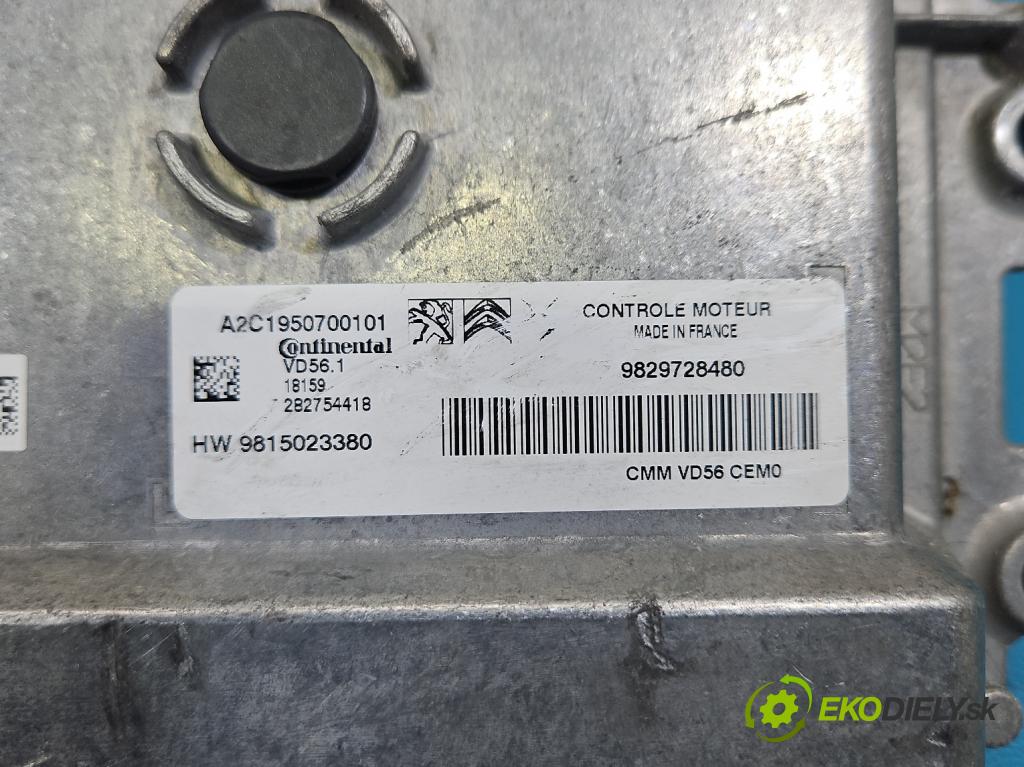 A2C1950700101
Continental
VD56.1
18159
282754418
HW 9815023380
CONTROLE MOTEUR
MADE IN FRANCE
9829728480
CMM VD56 CEM0
EKODIELY.sk